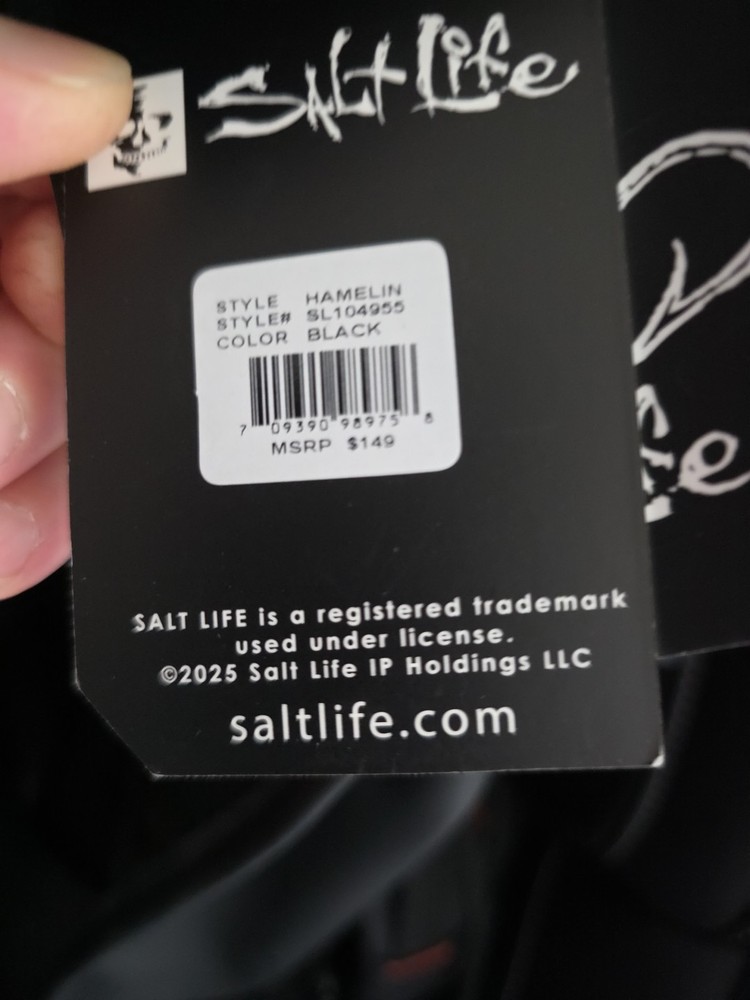 Salt Life
STYLE HAMELIN
STYLE# SL104955
COLOR BLACK
7 09390 98975 8
MSRP $149
SALT LIFE is a registered trademark
used under license.
©2025 Salt Life IP Holdings LLC
saltlife.com